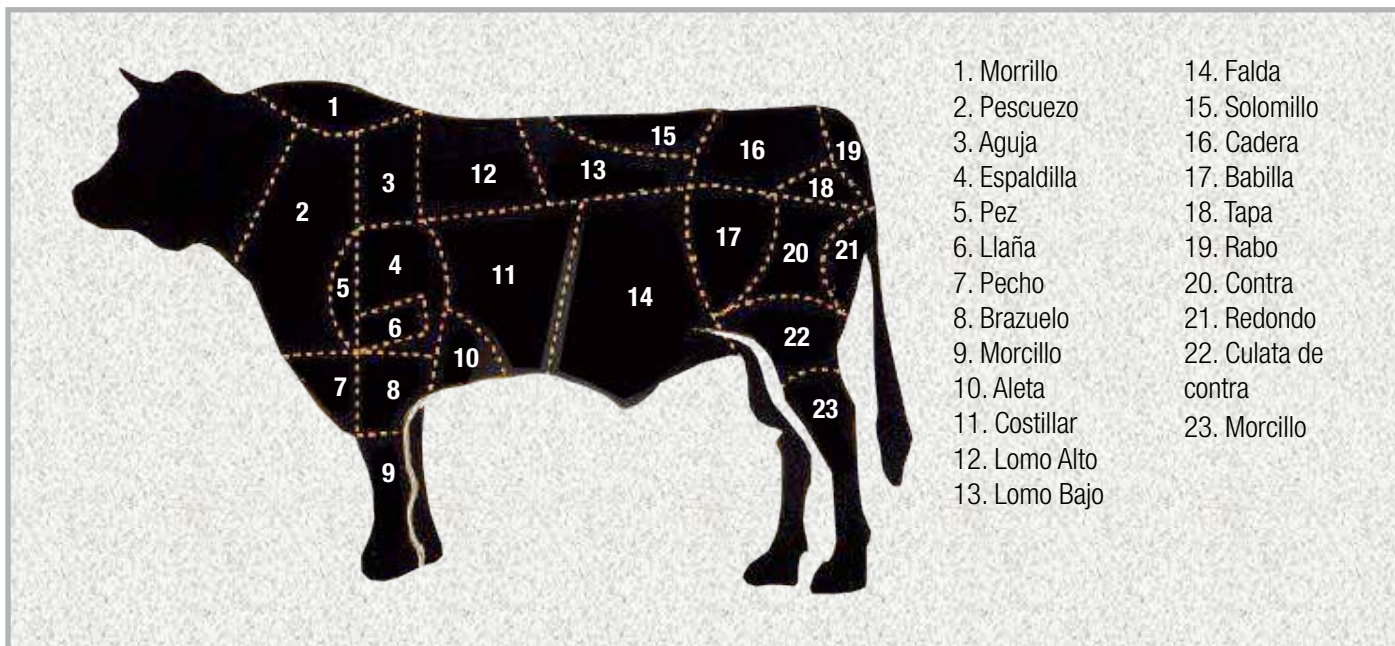 1
15
16
19
3
12
13
18
2
17
20
21
4
5
11
14
6
10
22
7
8
23
9
1. Morrillo
2. Pescuezo
3. Aguja
4. Espaldilla
5. Pez
6. Llaña
7. Pecho
8. Brazuelo
9. Morcillo
10. Aleta
11. Costillar
12. Lomo Alto
13. Lomo Bajo
14. Falda
15. Solomillo
16. Cadera
17. Babilla
18. Tapa
19. Rabo
20. Contra
21. Redondo
22. Culata de
contra
23. Morcillo